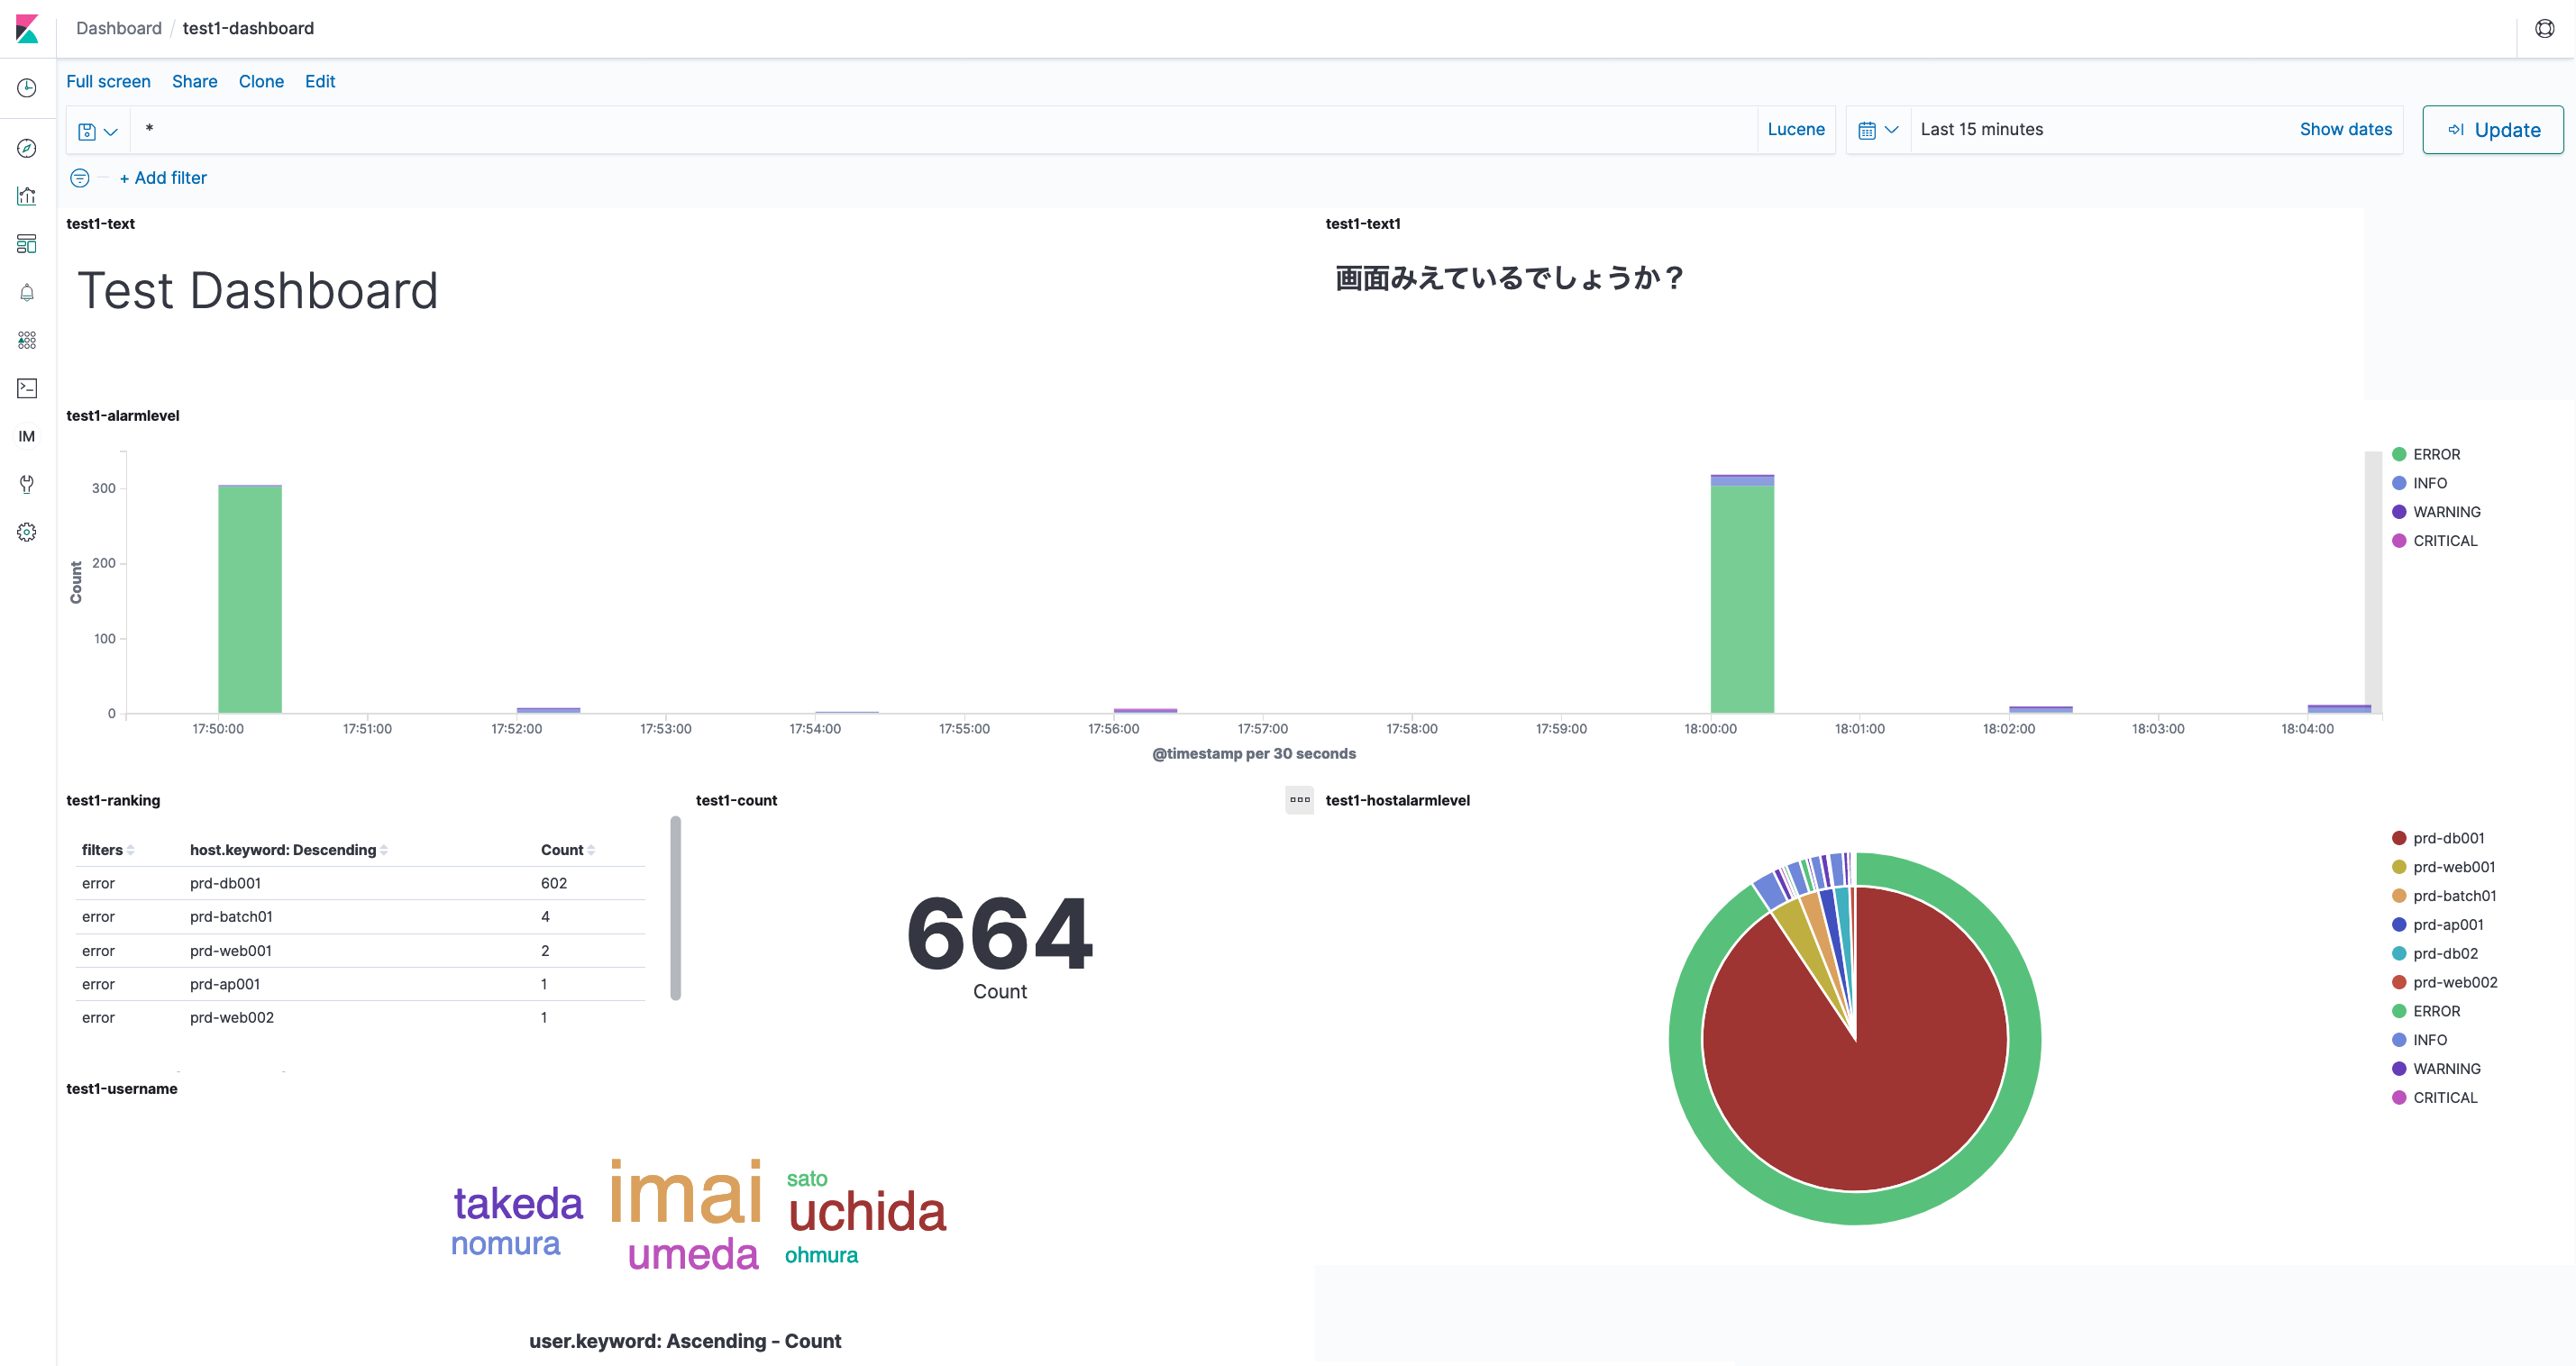 Dashboard / test1-dashboard
Full screen Share Clone Edit
* Lucene Last 15 minutes Show dates Update
+ Add filter
test1-text
Test Dashboard
test1-text1
画面みえているでしょうか？
test1-alarmlevel
Count
300
200
100
0
17:50:00 17:51:00 17:52:00 17:53:00 17:54:00 17:55:00 17:56:00 17:57:00 17:58:00 17:59:00 18:00:00 18:01:00 18:02:00 18:03:00 18:04:00
@timestamp per 30 seconds
ERROR
INFO
WARNING
CRITICAL
IM
test1-ranking
filters host.keyword: Descending Count
error prd-db001 602
error prd-batch01 4
error prd-web001 2
error prd-ap001 1
error prd-web002 1
test1-count
664
Count
test1-hostalarmlevel
prd-db001
prd-web001
prd-batch01
prd-ap001
prd-db02
prd-web002
ERROR
INFO
WARNING
CRITICAL
test1-username
takeda
imai
sato
uchida
nomura
umeda
ohmura
user.keyword: Ascending - Count